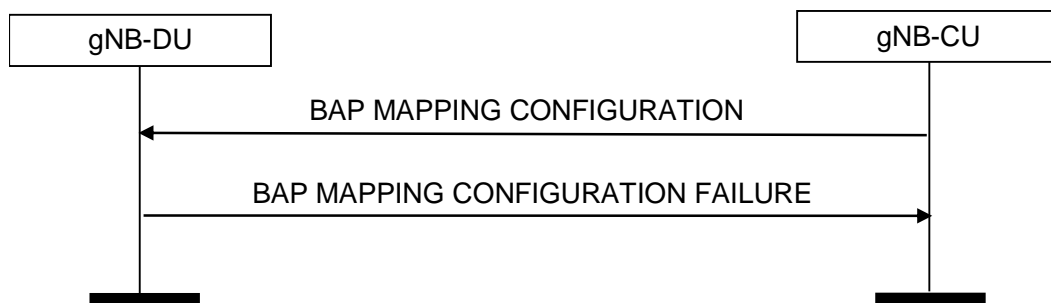 gNB-DU
gNB-CU
BAP MAPPING CONFIGURATION
BAP MAPPING CONFIGURATION FAILURE